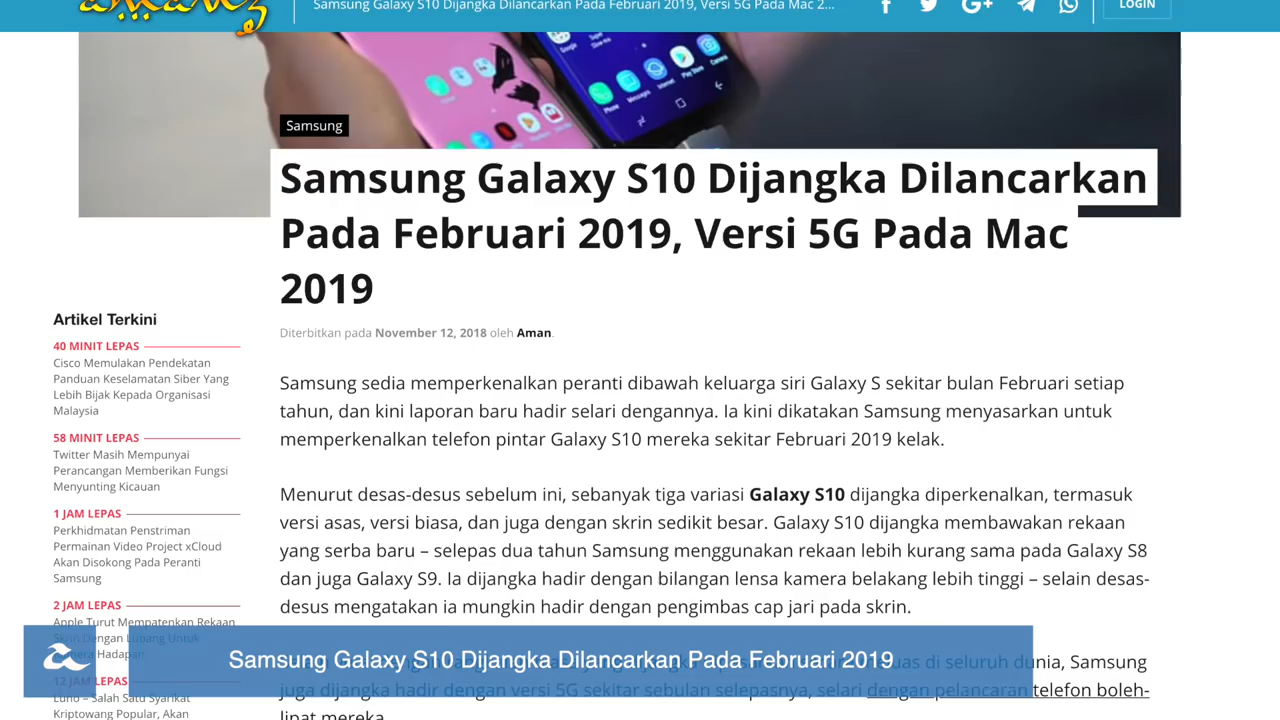 amanz
Samsung Galaxy S10 Dijangka Dilancarkan Pada Februari 2019, Versi 5G Pada Mac 2...
LOGIN
Google
Super Slow-mo
Phone
Messages
Internet
Play Store
Camera
Samsung
Samsung Galaxy S10 Dijangka Dilancarkan
Pada Februari 2019, Versi 5G Pada Mac
2019
Diterbitkan pada November 12, 2018 oleh Aman.
Samsung sedia memperkenalkan peranti dibawah keluarga siri Galaxy S sekitar bulan Februari setiap
tahun, dan kini laporan baru hadir selari dengannya. Ia kini dikatakan Samsung menyasarkan untuk
memperkenalkan telefon pintar Galaxy S10 mereka sekitar Februari 2019 kelak.
Menurut desas-desus sebelum ini, sebanyak tiga variasi Galaxy S10 dijangka diperkenalkan, termasuk
versi asas, versi biasa, dan juga dengan skrin sedikit besar. Galaxy S10 dijangka membawakan rekaan
yang serba baru – selepas dua tahun Samsung menggunakan rekaan lebih kurang sama pada Galaxy S8
dan juga Galaxy S9. Ia dijangka hadir dengan bilangan lensa kamera belakang lebih tinggi – selain desas-
desus mengatakan ia mungkin hadir dengan pengimbas cap jari pada skrin.
di seluruh dunia, Samsung
juga dijangka hadir dengan versi 5G sekitar sebulan selepasnya, selari dengan pelancaran telefon boleh-
lipat mereka
Artikel Terkini
40 MINIT LEPAS
Cisco Memulakan Pendekatan
Panduan Keselamatan Siber Yang
Lebih Bijak Kepada Organisasi
Malaysia
58 MINIT LEPAS
Twitter Masih Mempunyai
Perancangan Memberikan Fungsi
Menyunting Kicauan
1 JAM LEPAS
Perkhidmatan Penstriman
Permainan Video Project xCloud
Akan Disokong Pada Peranti
Samsung
2 JAM LEPAS
Apple Turut Mempatenkan Rekaan
Skrin Dengan Lubang Untuk
Kamera Hadapan
12 JAM LEPAS
Luno – Salah Satu Syarikat
Kriptowang Popular, Akan
Samsung Galaxy S10 Dijangka Dilancarkan Pada Februari 2019